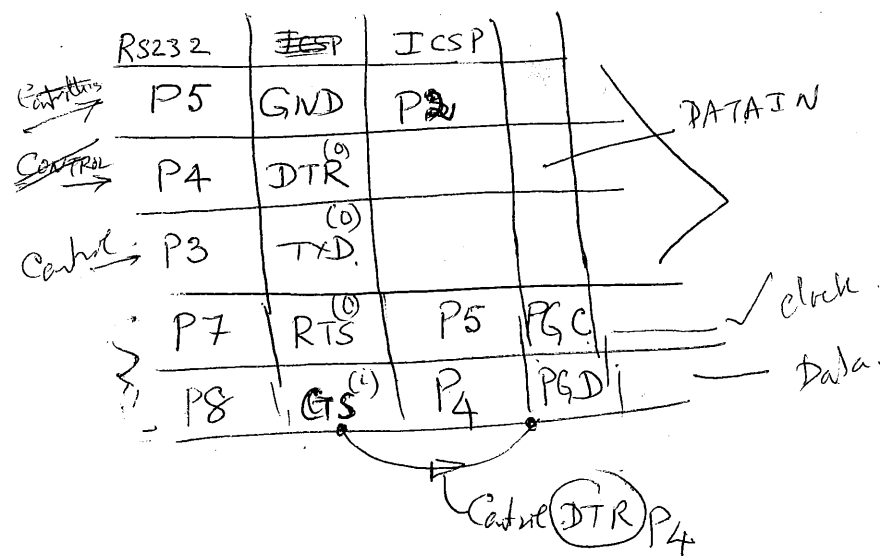 RS232 ICSP ICSP
P5 GND P2
DATAIN
CONTROL P4 DTR (0)
Control P3 TXD. (0)
P7 RTS (0) P5 PGC clock.
P8 CTS (i) P4 PGD Data.
Control DTR P4